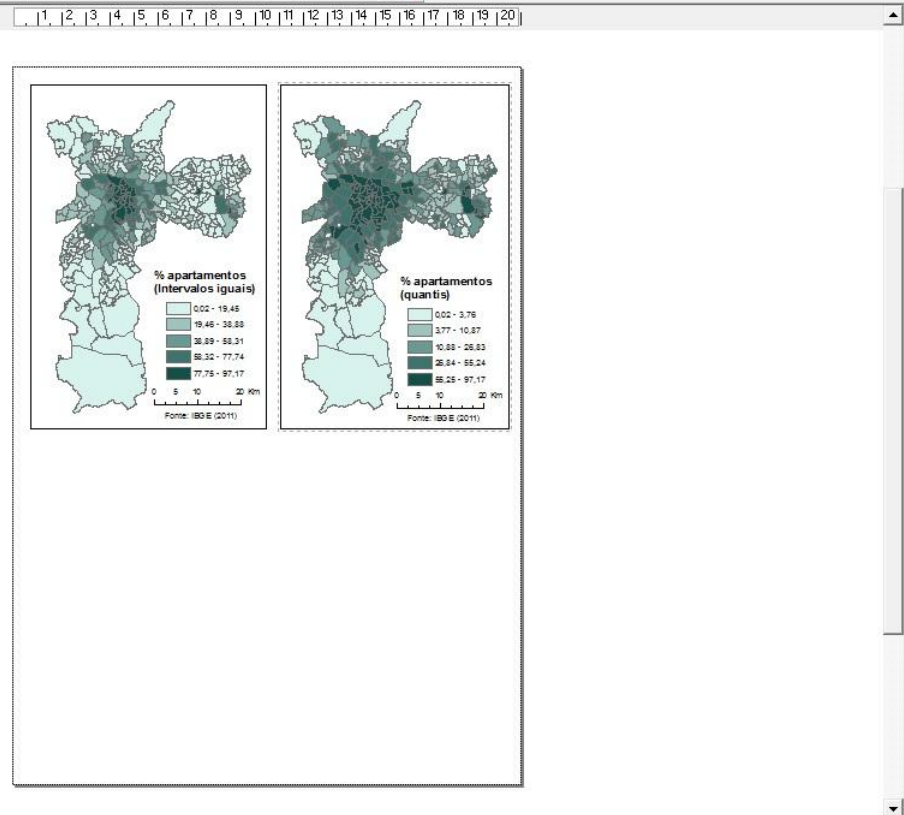 1 2 3 4 5 6 7 8 9 10 11 12 13 14 15 16 17 18 19 20
% apartamentos
(Intervalos iguais)
0,02 - 19,45
19,46 - 38,88
38,89 - 58,31
58,32 - 77,74
77,75 - 97,17
0 5 10 20 Km
Fonte: IBGE (2011)
% apartamentos
(quantis)
0,02 - 3,76
3,77 - 10,87
10,88 - 26,83
26,84 - 55,24
55,25 - 97,17
0 5 10 20 Km
Fonte: IBGE (2011)